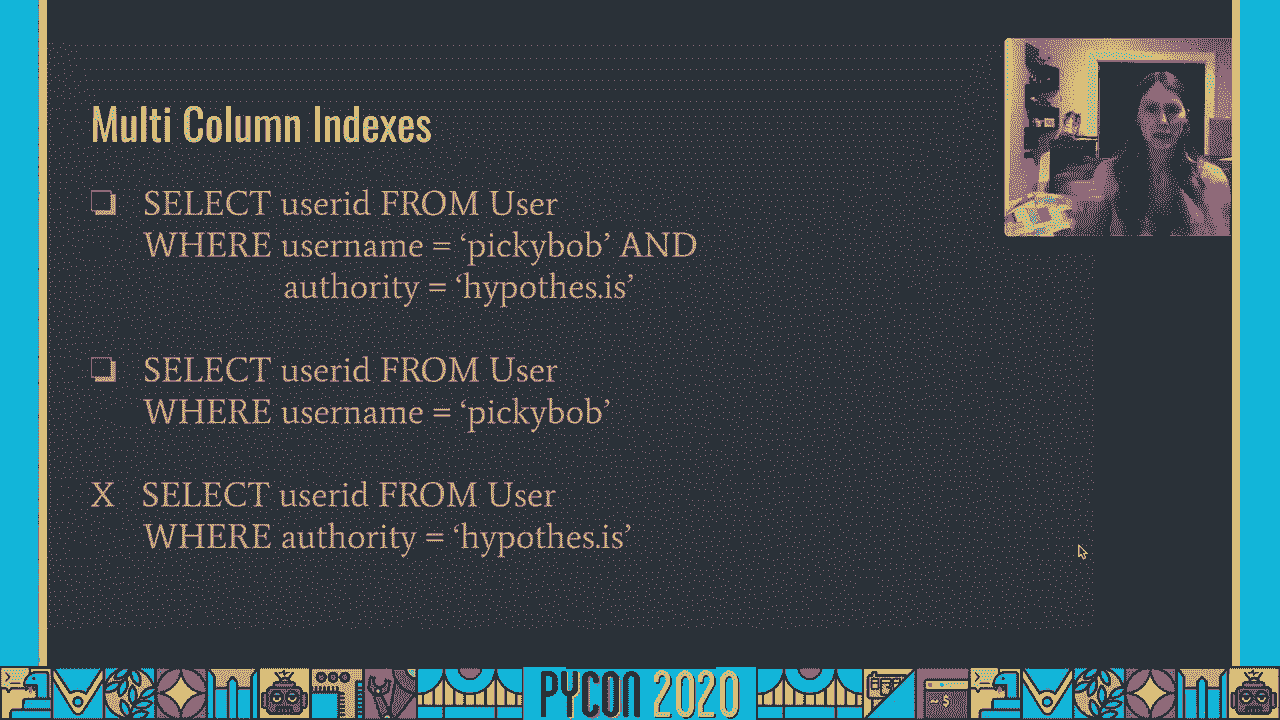 Multi Column Indexes
SELECT userid FROM User
WHERE username = ‘pickybob’ AND
authority = ‘hypothes.is’
SELECT userid FROM User
WHERE username = ‘pickybob’
X SELECT userid FROM User
WHERE authority = ‘hypothes.is’
PYCON 2020